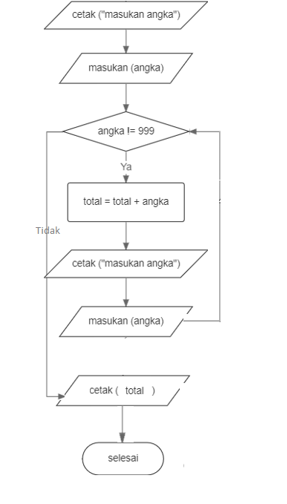 cetak ("masukan angka")
masukan (angka)
angka != 999
Ya
total = total + angka
Tidak
cetak ("masukan angka")
masukan (angka)
cetak ( total )
selesai